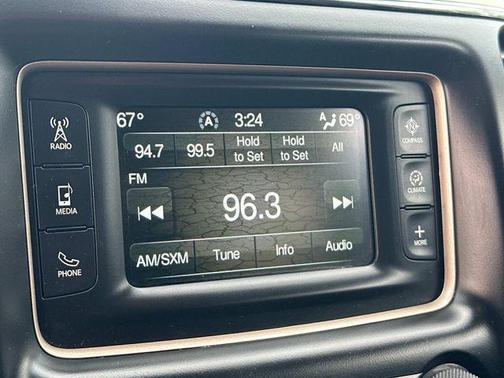 67° A 3:24 A 69°
94.7 99.5 Hold to Set Hold to Set All
FM
96.3
AM/SXM Tune Info Audio
RADIO
MEDIA
PHONE
N
COMPASS
CLIMATE
+
MORE